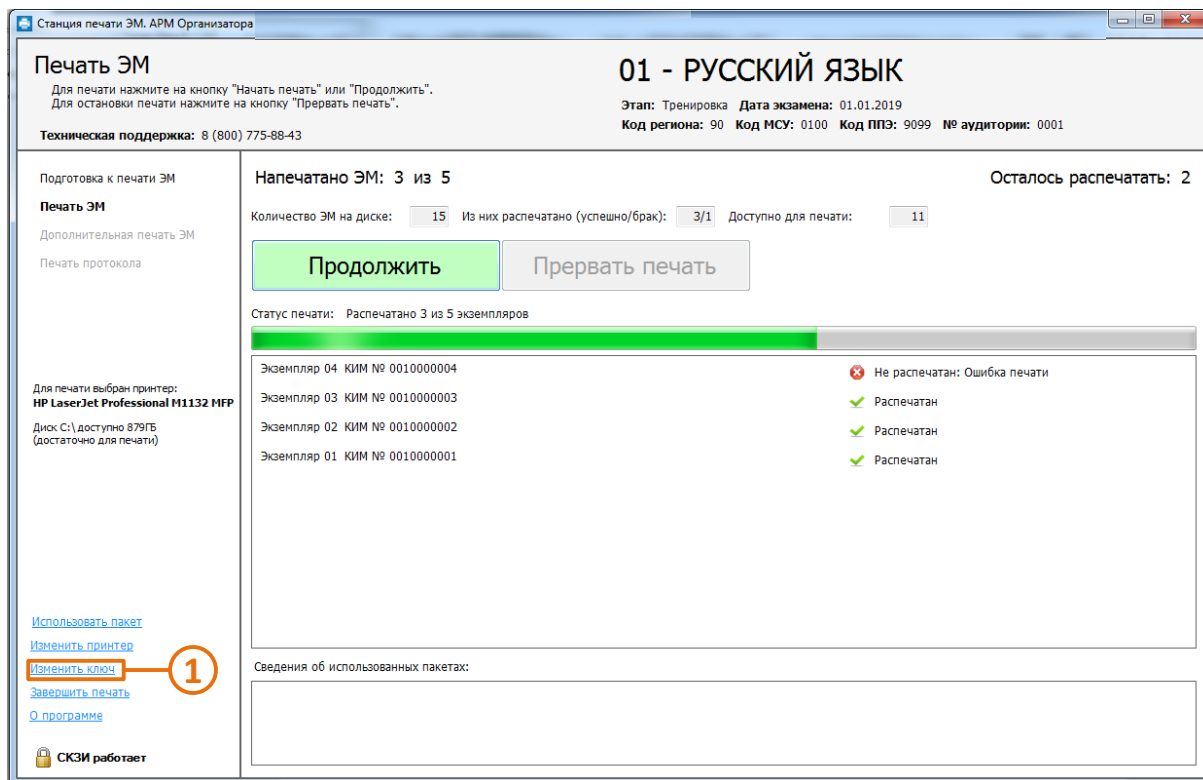 Станция печати ЭМ. АРМ Организатора
Печать ЭМ
Для печати нажмите на кнопку "Начать печать" или "Продолжить".
Для остановки печати нажмите на кнопку "Прервать печать".
Техническая поддержка: 8 (800) 775-88-43
01 - РУССКИЙ ЯЗЫК
Этап: Тренировка Дата экзамена: 01.01.2019
Код региона: 90 Код МСУ: 0100 Код ППЭ: 9099 № аудитории: 0001
Подготовка к печати ЭМ
Печать ЭМ
Дополнительная печать ЭМ
Печать протокола
Для печати выбран принтер:
HP LaserJet Professional M1132 MFP
Диск C:\ доступно 879ГБ
(достаточно для печати)
Использовать пакет
Изменить принтер
Изменить ключ
1
Завершить печать
О программе
СКЗИ работает
Напечатано ЭМ: 3 из 5
Осталось распечатать: 2
Количество ЭМ на диске: 15 Из них распечатано (успешно/брак): 3/1 Доступно для печати: 11
Продолжить
Прервать печать
Статус печати: Распечатано 3 из 5 экземпляров
Экземпляр 04 КИМ № 0010000004 Не распечатан: Ошибка печати
Экземпляр 03 КИМ № 0010000003 Распечатан
Экземпляр 02 КИМ № 0010000002 Распечатан
Экземпляр 01 КИМ № 0010000001 Распечатан
Сведения об использованных пакетах: